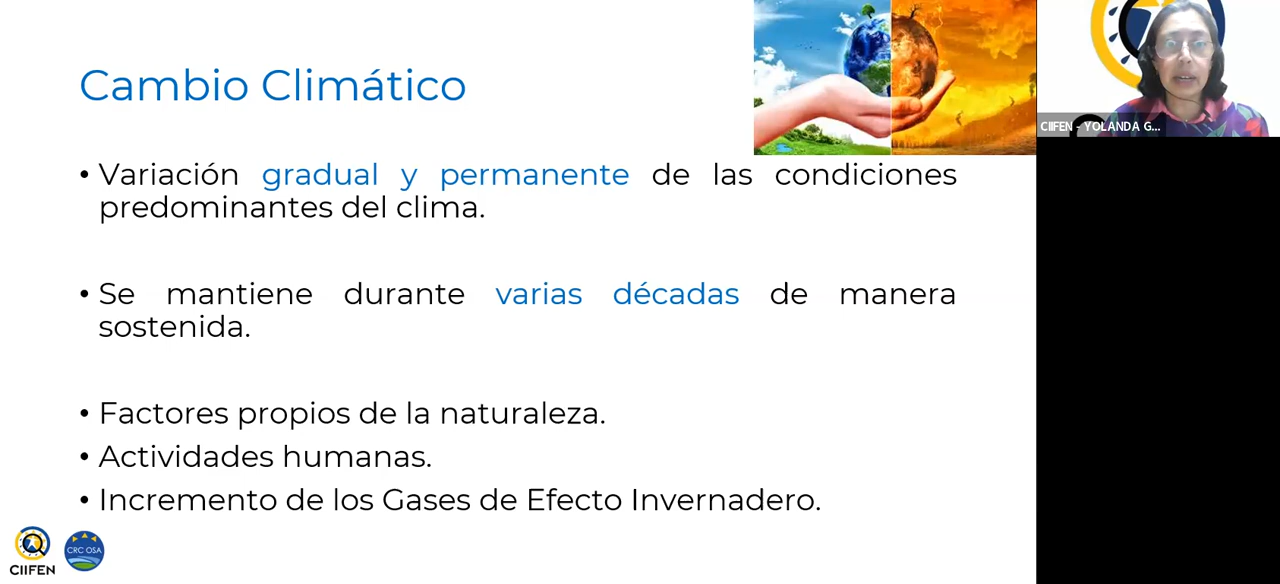 Cambio Climático
• Variación gradual y permanente de las condiciones
predominantes del clima.
• Se mantiene durante varias décadas de manera
sostenida.
• Factores propios de la naturaleza.
• Actividades humanas.
• Incremento de los Gases de Efecto Invernadero.
CIIFEN
CRC OSA
CIIFEN - YOLANDA G...